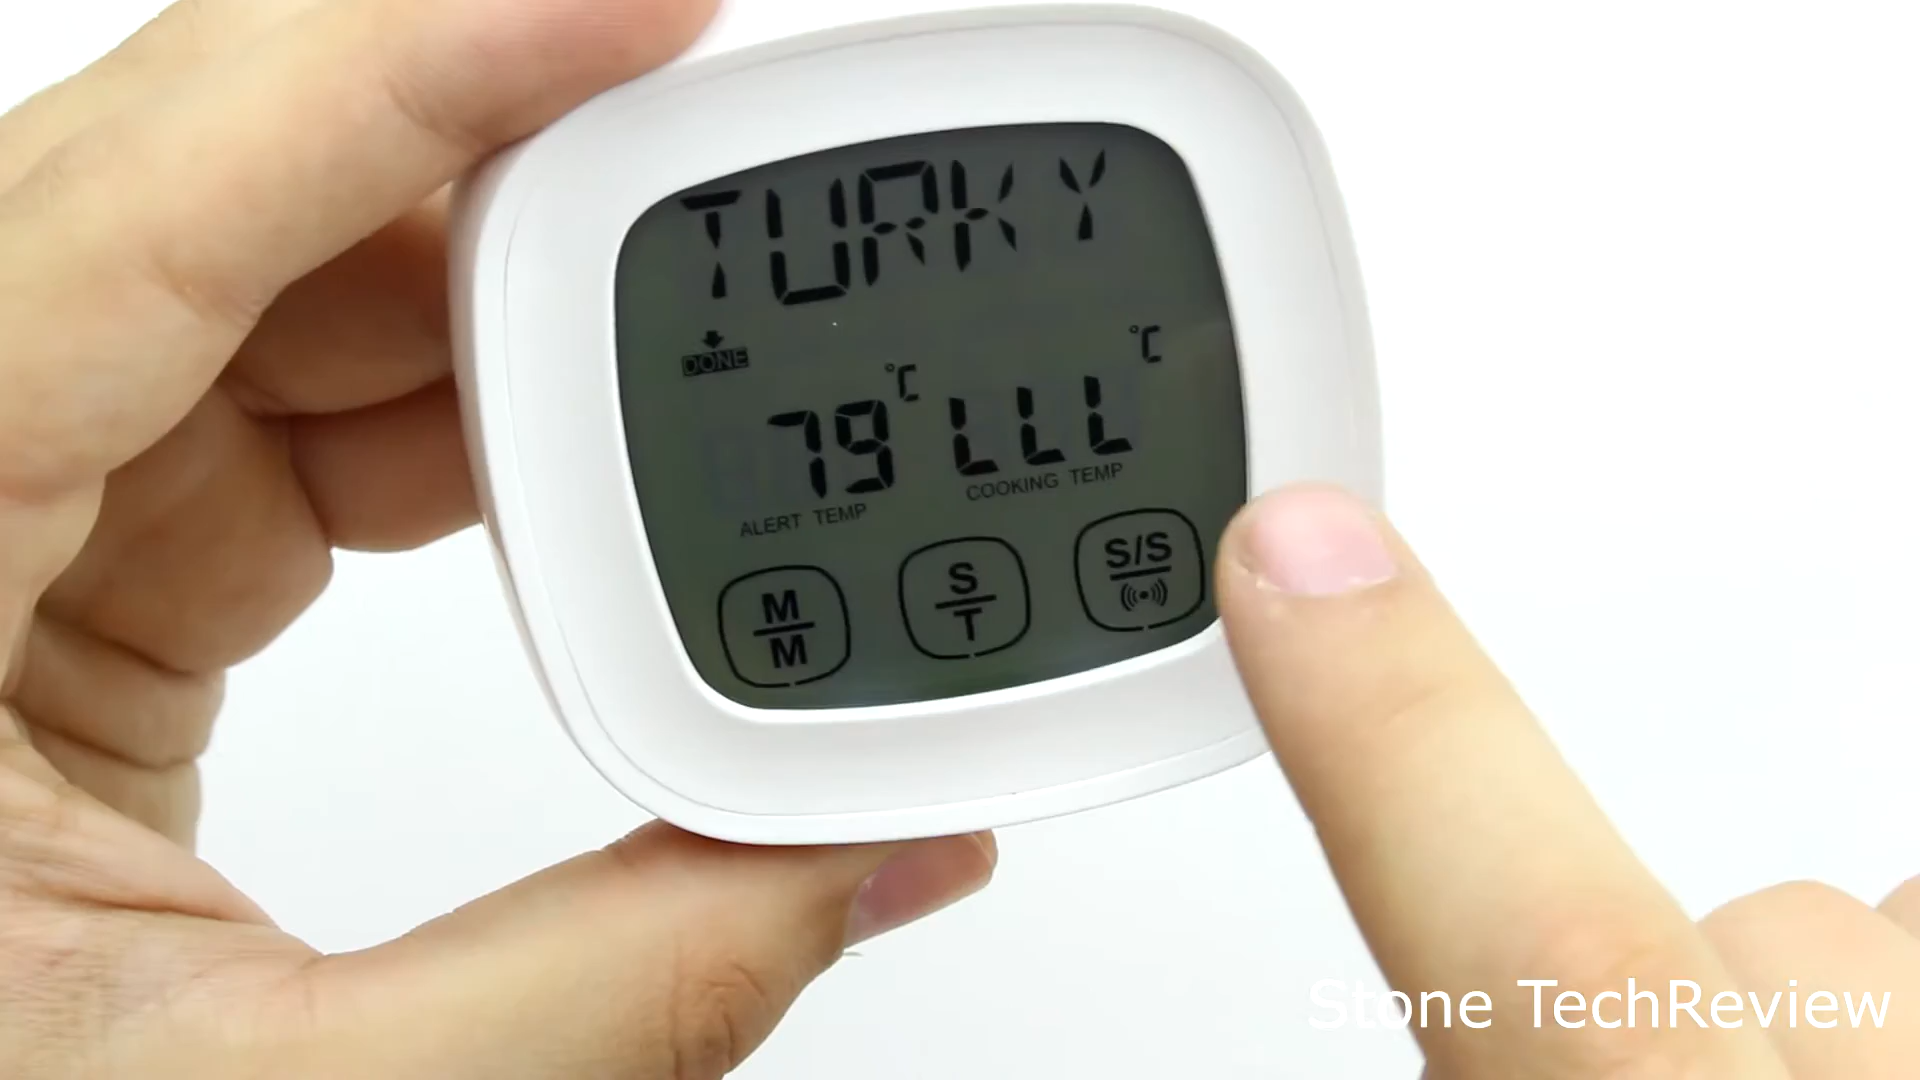 TURKY
DONE
79°C LLL°C
ALERT TEMP COOKING TEMP
M/M S/T S/S
Stone TechReview